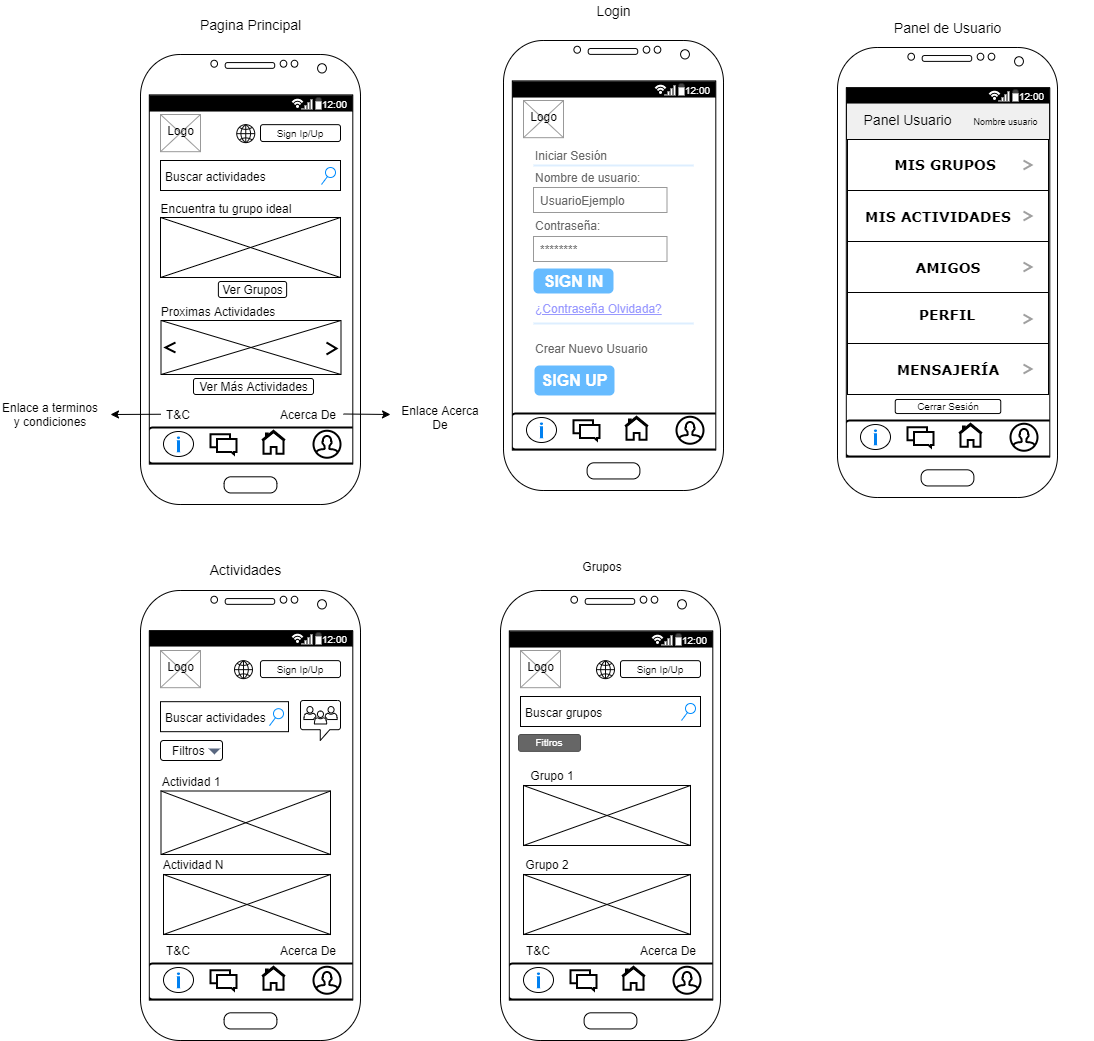 Pagina Principal
12:00
Logo
Sign Ip/Up
Buscar actividades
Encuentra tu grupo ideal
Ver Grupos
Proximas Actividades
< >
Ver Más Actividades
T&C
Acerca De
i
Enlace a terminos
y condiciones
Enlace Acerca
De
Login
12:00
Logo
Iniciar Sesión
Nombre de usuario:
UsuarioEjemplo
Contraseña:
********
SIGN IN
¿Contraseña Olvidada?
Crear Nuevo Usuario
SIGN UP
i
Panel de Usuario
12:00
Panel Usuario
Nombre usuario
MIS GRUPOS >
MIS ACTIVIDADES >
AMIGOS >
PERFIL >
MENSAJERÍA >
Cerrar Sesión
i
Actividades
12:00
Logo
Sign Ip/Up
Buscar actividades
Filtros
Actividad 1
Actividad N
T&C
Acerca De
i
Grupos
12:00
Logo
Sign Ip/Up
Buscar grupos
Fitlros
Grupo 1
Grupo 2
T&C
Acerca De
i